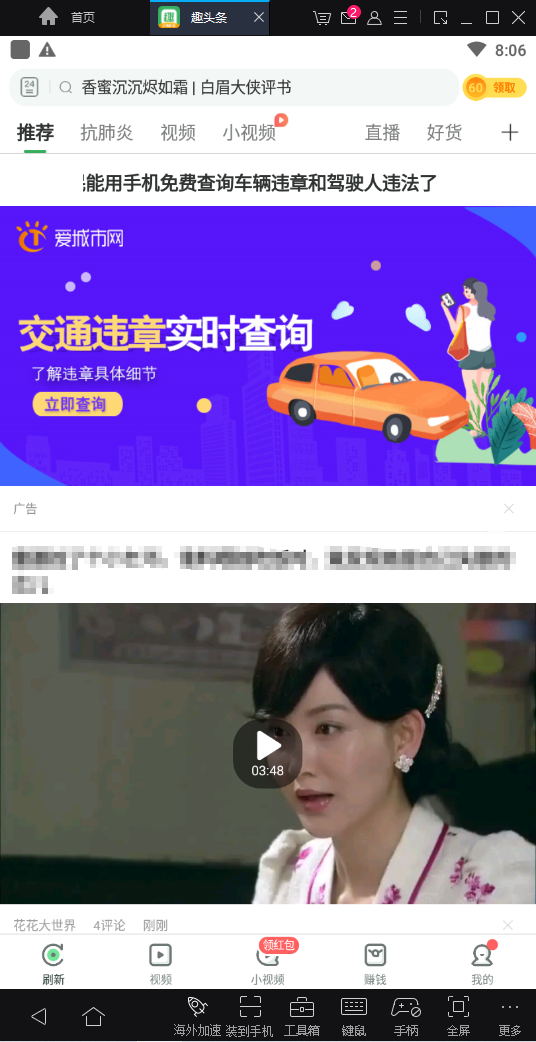 首页
趣
趣头条
2
8:06
24
香蜜沉沉烬如霜 | 白眉大侠评书
60 领取
推荐 抗肺炎 视频 小视频 直播 好货
能用手机免费查询车辆违章和驾驶人违法了
爱城市网
交通违章实时查询
了解违章具体细节
立即查询
广告
03:48
花花大世界 4评论 刚刚
领红包
刷新 视频 小视频 赚钱 我的
海外加速 装到手机 工具箱 键鼠 手柄 全屏 更多